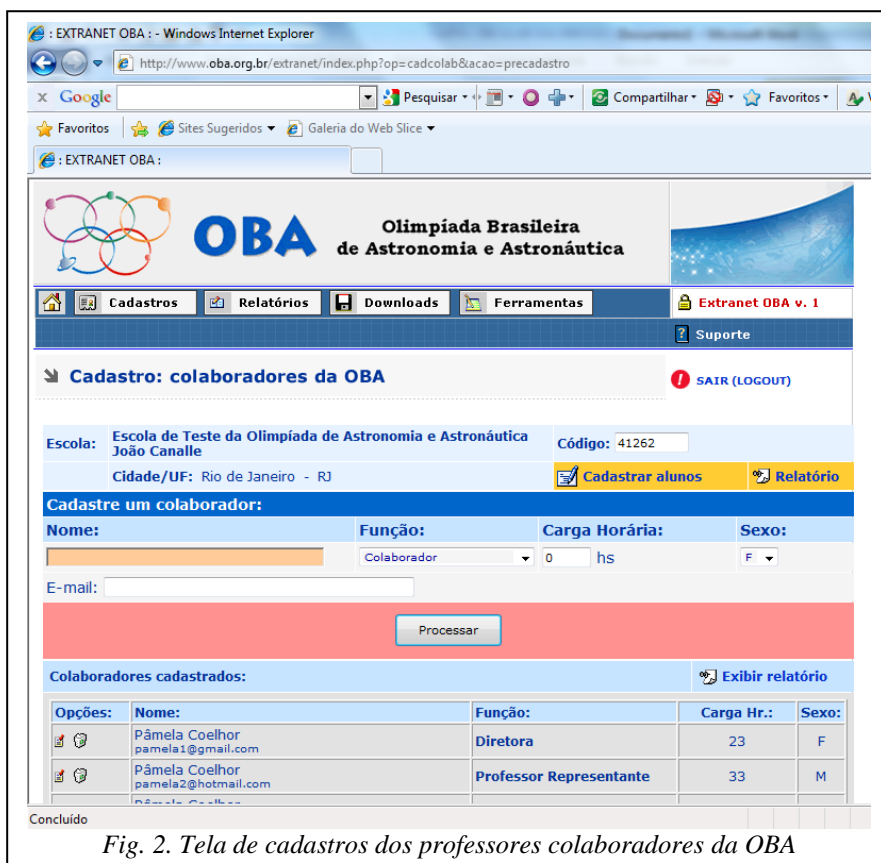 : EXTRANET OBA : - Windows Internet Explorer
http://www.oba.org.br/extranet/index.php?op=cadcolab&acao=precadastro
x Google Pesquisar Compartilhar Favoritos
Favoritos Sites Sugeridos Galeria do Web Slice
: EXTRANET OBA :
OBA Olimpíada Brasileira
de Astronomia e Astronáutica
Cadastros Relatórios Downloads Ferramentas Extranet OBA v. 1
? Suporte
Cadastro: colaboradores da OBA ! SAIR (LOGOUT)
Escola: Escola de Teste da Olimpíada de Astronomia e Astronáutica
João Canalle Código: 41262
Cidade/UF: Rio de Janeiro - RJ Cadastrar alunos Relatório
Cadastre um colaborador:
Nome: Função: Carga Horária: Sexo:
Colaborador 0 hs F
E-mail:
Processar
Colaboradores cadastrados: Exibir relatório
Opções: Nome: Função: Carga Hr.: Sexo:
Pâmela Coelhor
pamela1@gmail.com Diretora 23 F
Pâmela Coelhor
pamela2@hotmail.com Professor Representante 33 M
Concluído
Fig. 2. Tela de cadastros dos professores colaboradores da OBA